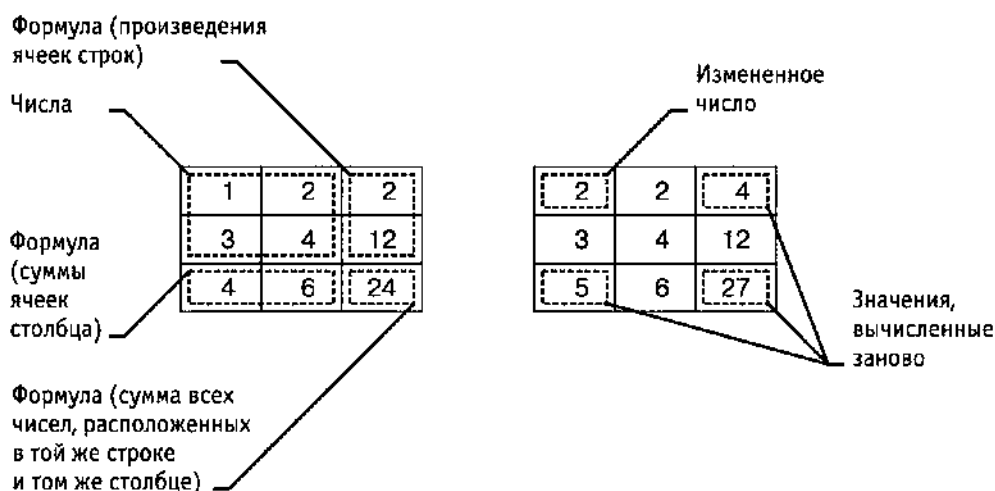 Формула (произведения
ячеек строк)
Числа
Измененное
число
1 2 2
3 4 12
4 6 24
2 2 4
3 4 12
5 6 27
Формула
(суммы
ячеек
столбца)
Значения,
вычисленные
заново
Формула (сумма всех
чисел, расположенных
в той же строке
и том же столбце)